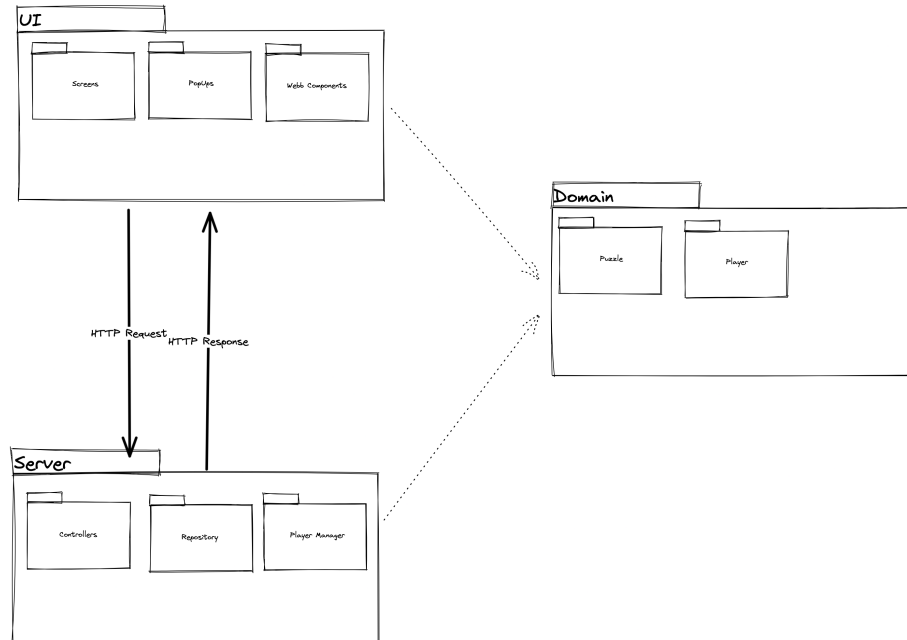 UI
Screens
PopUps
Webb Components
Domain
Puzzle
Player
HTTP Request
HTTP Response
Server
Controllers
Repository
Player Manager